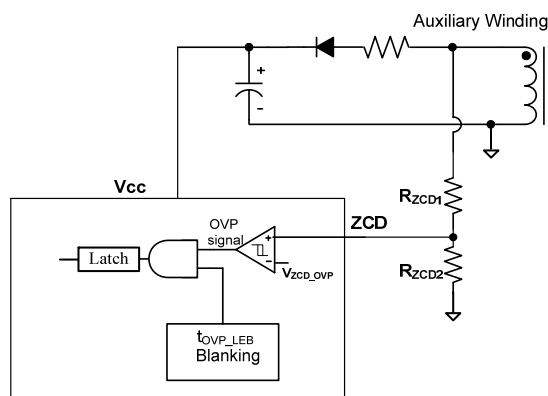 Auxiliary Winding
+
-
Vcc
RZCD1
OVP
signal
ZCD
+
-
VZCD_OVP
Latch
RZCD2
tOVP_LEB
Blanking